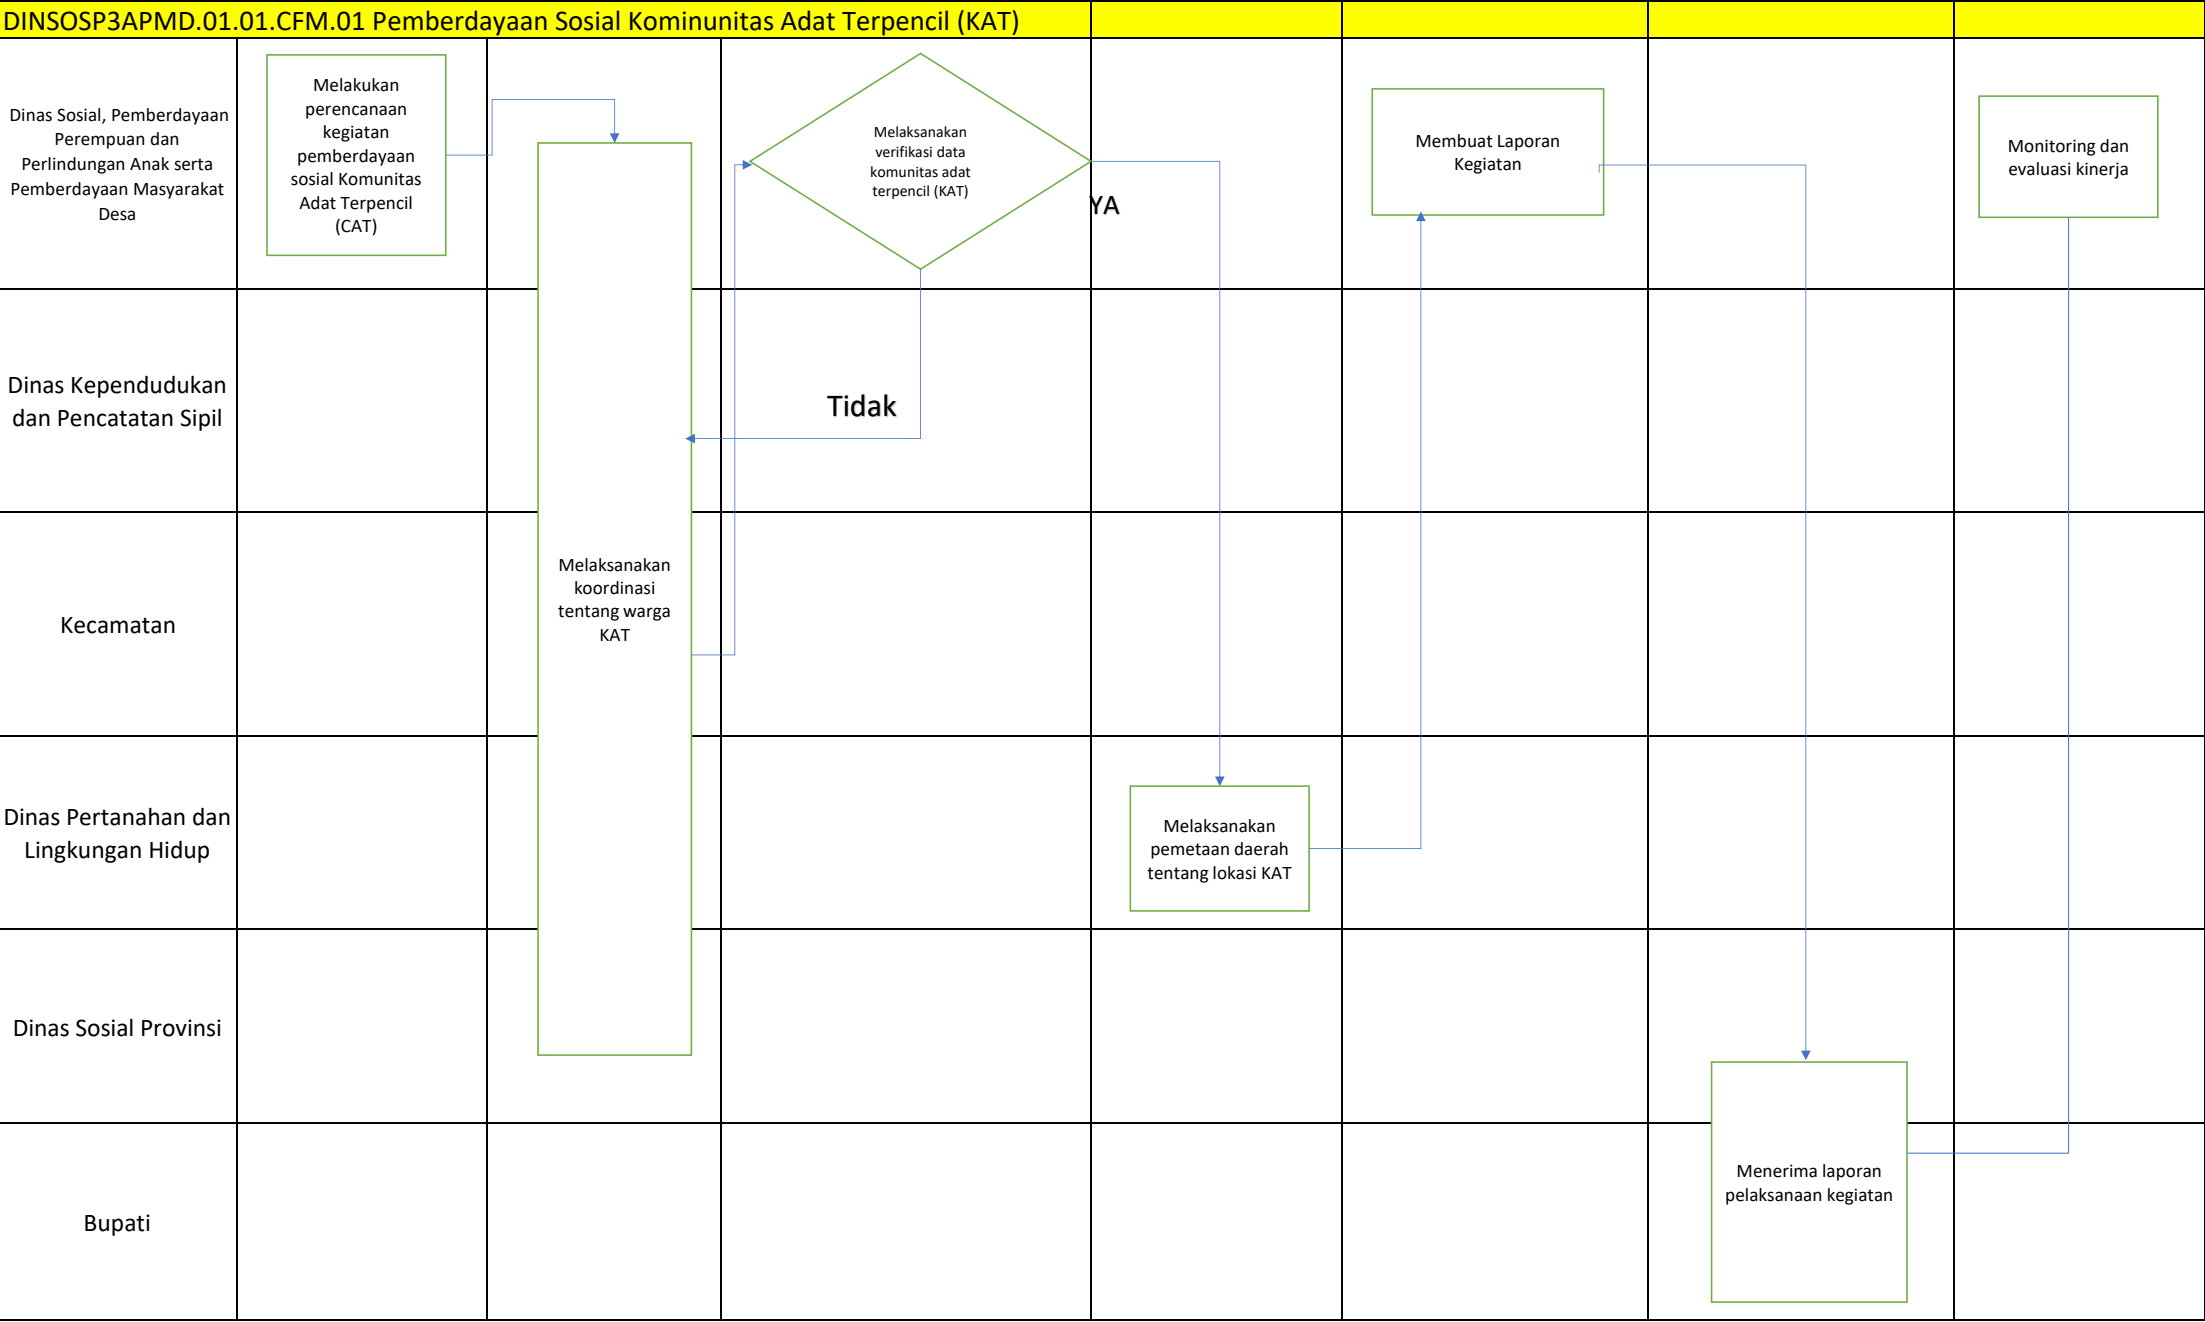 DINSOSP3APMD.01.01.CFM.01 Pemberdayaan Sosial Kominunitas Adat Terpencil (KAT)
Dinas Sosial, Pemberdayaan
Perempuan dan
Perlindungan Anak serta
Pemberdayaan Masyarakat
Desa
Melakukan
perencanaan
kegiatan
pemberdayaan
sosial Komunitas
Adat Terpencil
(CAT)
Melaksanakan
verifikasi data
komunitas adat
terpencil (KAT)
YA
Membuat Laporan
Kegiatan
Monitoring dan
evaluasi kinerja
Dinas Kependudukan
dan Pencatatan Sipil
Tidak
Kecamatan
Melaksanakan
koordinasi
tentang warga
KAT
Dinas Pertanahan dan
Lingkungan Hidup
Melaksanakan
pemetaan daerah
tentang lokasi KAT
Dinas Sosial Provinsi
Bupati
Menerima laporan
pelaksanaan kegiatan